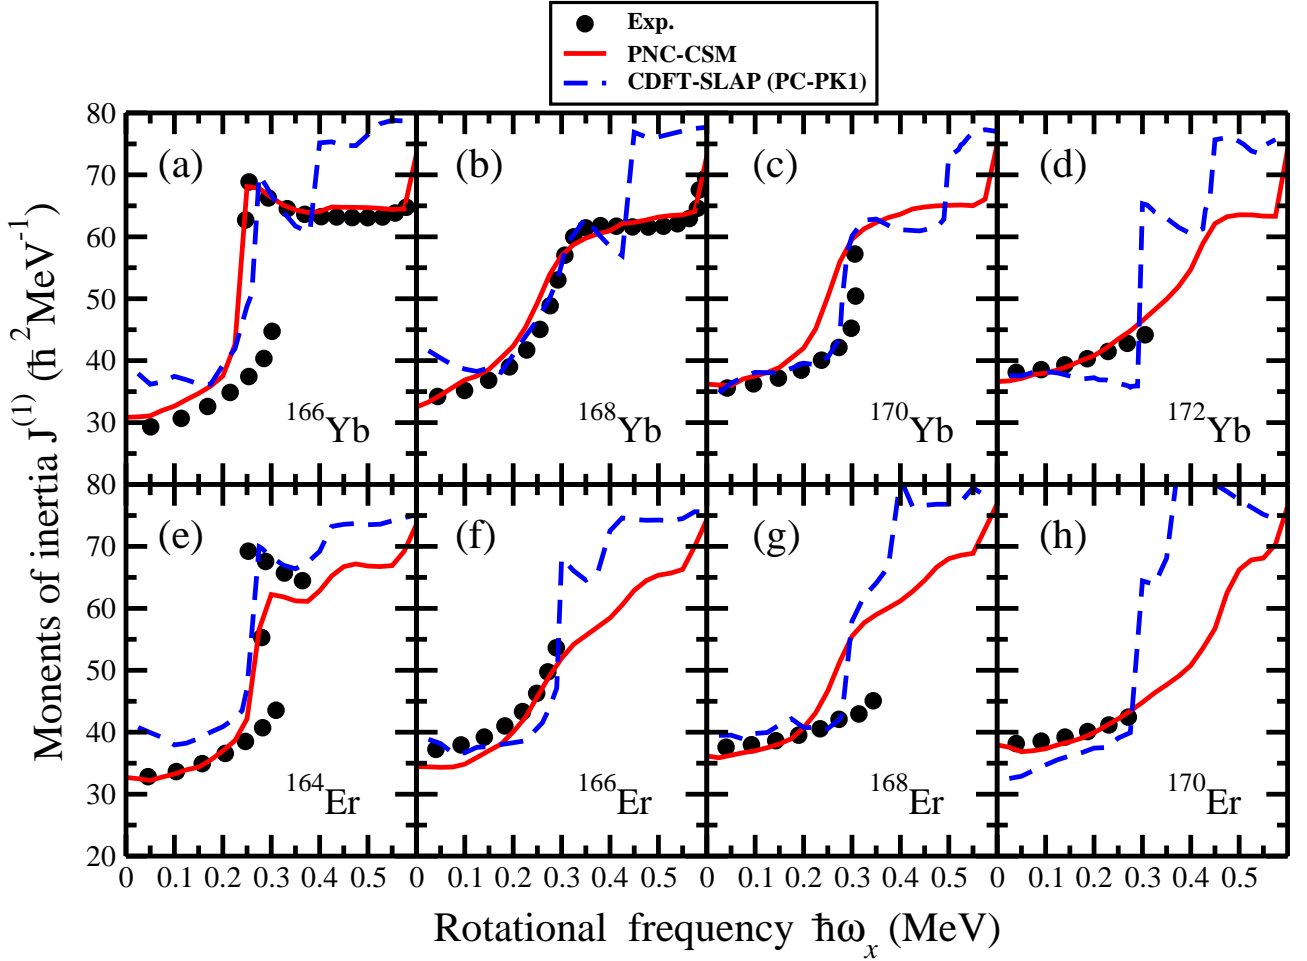 Exp.
PNC-CSM
CDFT-SLAP (PC-PK1)
Monents of inertia J⁽¹⁾ (ħ² MeV⁻¹)
80
70
60
50
40
30
(a)
¹⁶⁶Yb
(b)
¹⁶⁸Yb
(c)
¹⁷⁰Yb
(d)
¹⁷²Yb
80
70
60
50
40
30
20
(e)
¹⁶⁴Er
(f)
¹⁶⁶Er
(g)
¹⁶⁸Er
(h)
¹⁷⁰Er
0 0.1 0.2 0.3 0.4 0.5 0.1 0.2 0.3 0.4 0.5 0 0.1 0.2 0.3 0.4 0.5 0 0.1 0.2 0.3 0.4 0.5
Rotational frequency ħωₓ (MeV)